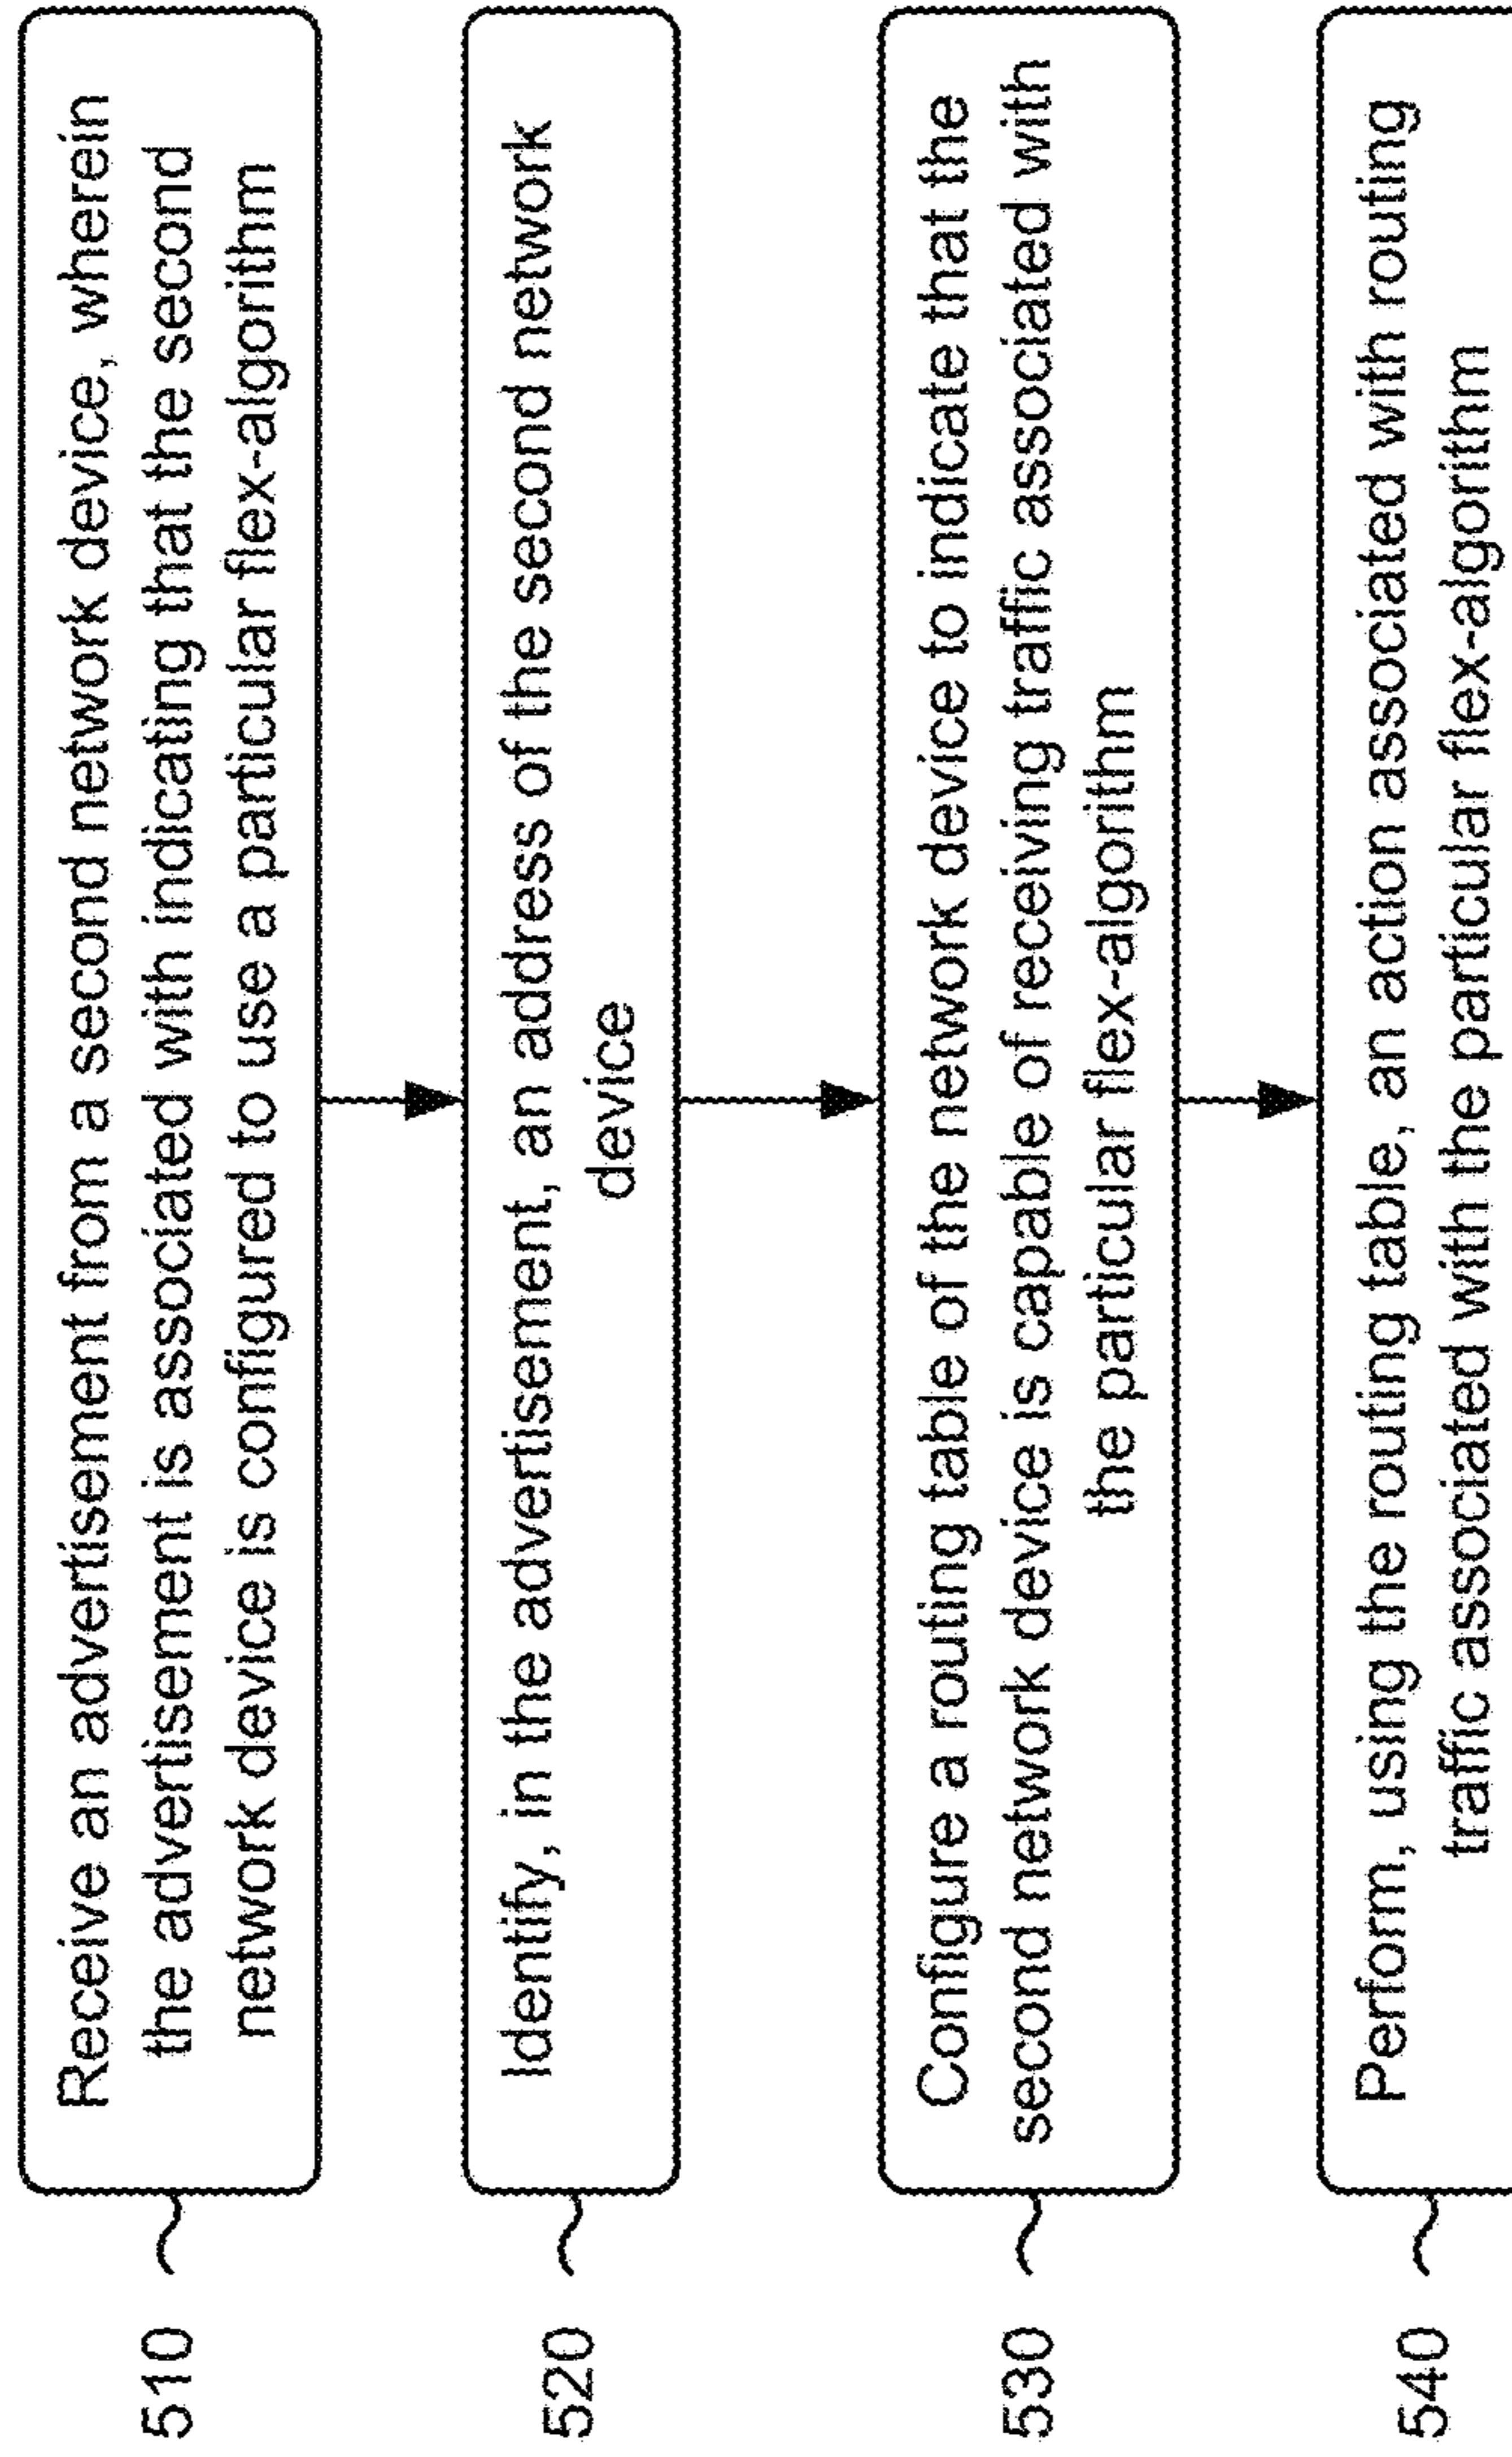 510
Receive an advertisement from a second network device, wherein
the advertisement is associated with indicating that the second
network device is configured to use a particular flex-algorithm
520
Identify, in the advertisement, an address of the second network
device
530
Configure a routing table of the network device to indicate that the
second network device is capable of receiving traffic associated with
the particular flex-algorithm
540
Perform, using the routing table, an action associated with routing
traffic associated with the particular flex-algorithm